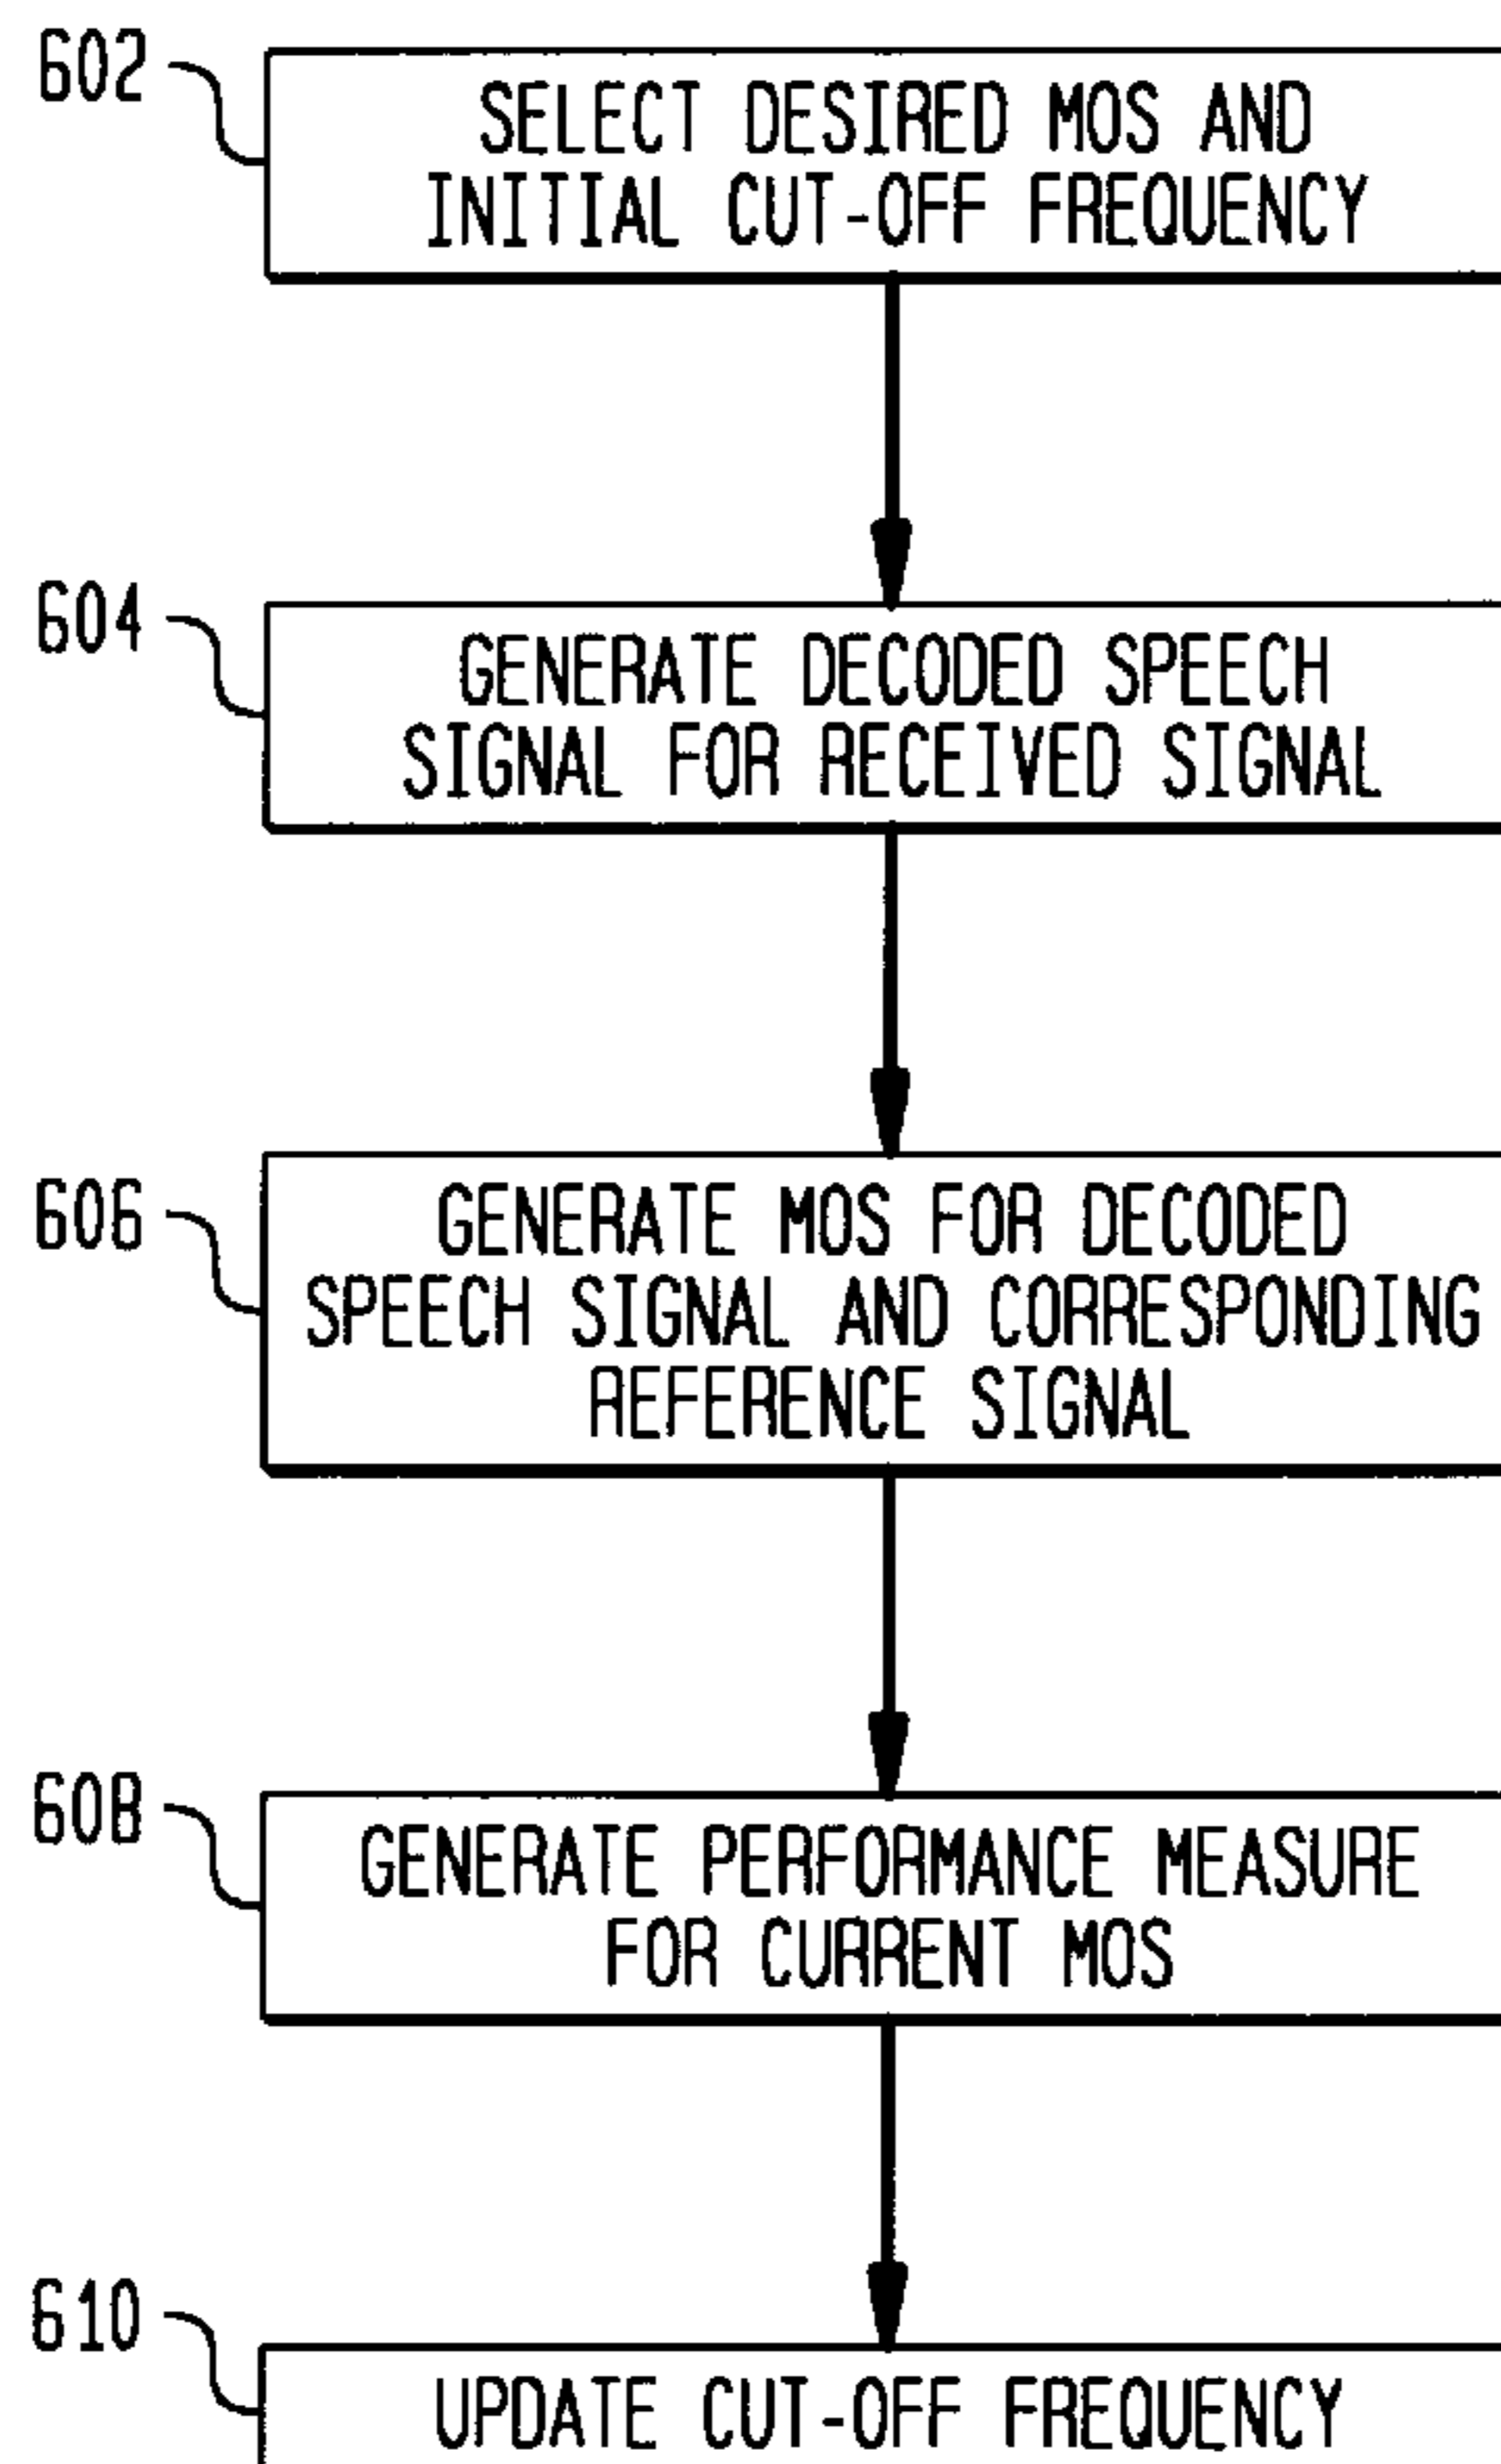 602
SELECT DESIRED MOS AND
INITIAL CUT-OFF FREQUENCY
604
GENERATE DECODED SPEECH
SIGNAL FOR RECEIVED SIGNAL
606
GENERATE MOS FOR DECODED
SPEECH SIGNAL AND CORRESPONDING
REFERENCE SIGNAL
608
GENERATE PERFORMANCE MEASURE
FOR CURRENT MOS
610
UPDATE CUT-OFF FREQUENCY